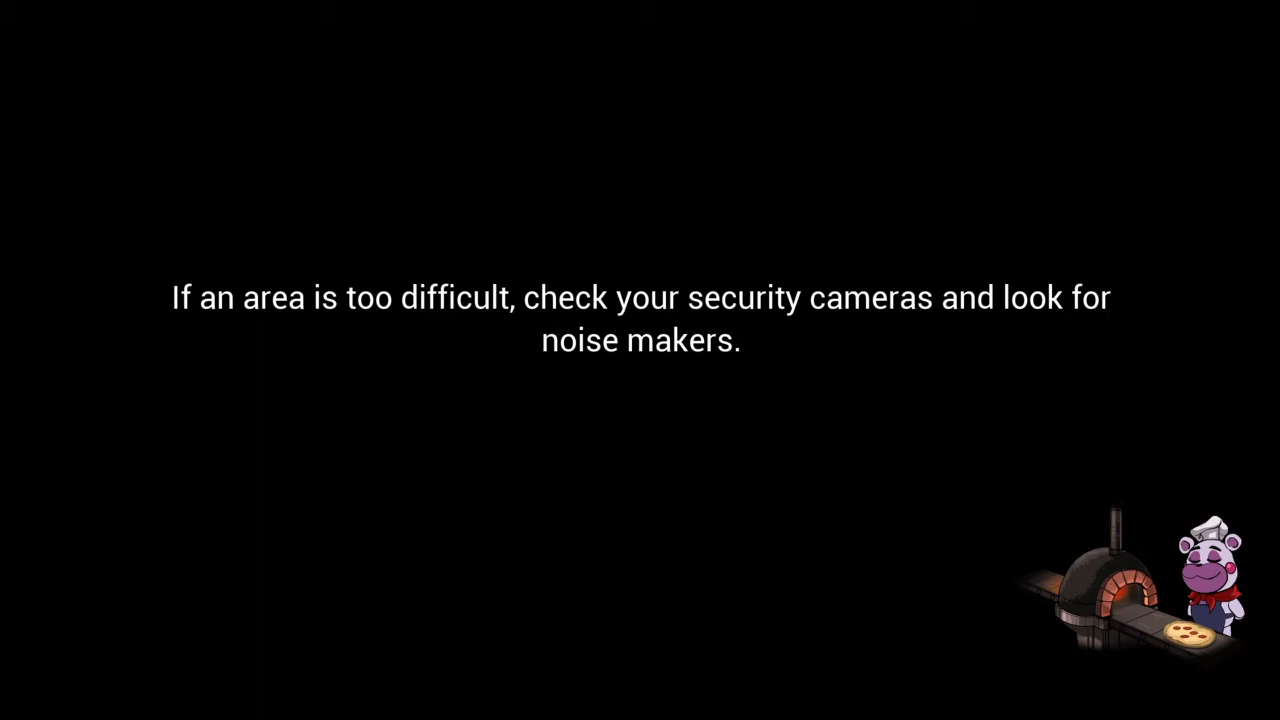 If an area is too difficult, check your security cameras and look for
noise makers.